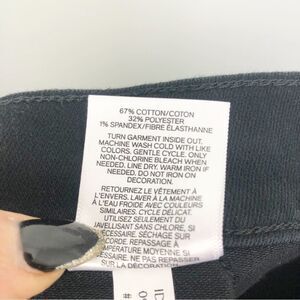 67% COTTON/COTON
32% POLYESTER
1% SPANDEX/FIBRE ÉLASTHANNE
TURN GARMENT INSIDE OUT.
MACHINE WASH COLD WITH LIKE
COLORS. GENTLE CYCLE. ONLY
NON-CHLORINE BLEACH WHEN
NEEDED. LINE DRY. WARM IRON IF
NEEDED. DO NOT IRON ON
DECORATION.
RETOURNEZ LE VÊTEMENT À
L'ENVERS. LAVER À LA MACHINE
À L'EAU FROIDE AVEC COULEURS
SIMILAIRES. CYCLE DÉLICAT.
UTILISEZ SEULEMENT DU
JAVELLISANT SANS CHLORE, SI
NÉCESSAIRE. SÉCHAGE SUR
CORDE. REPASSAGE À
TEMPÉRATURE MOYENNE SI
NE PAS REPASSER
SUR LA DÉCORATION